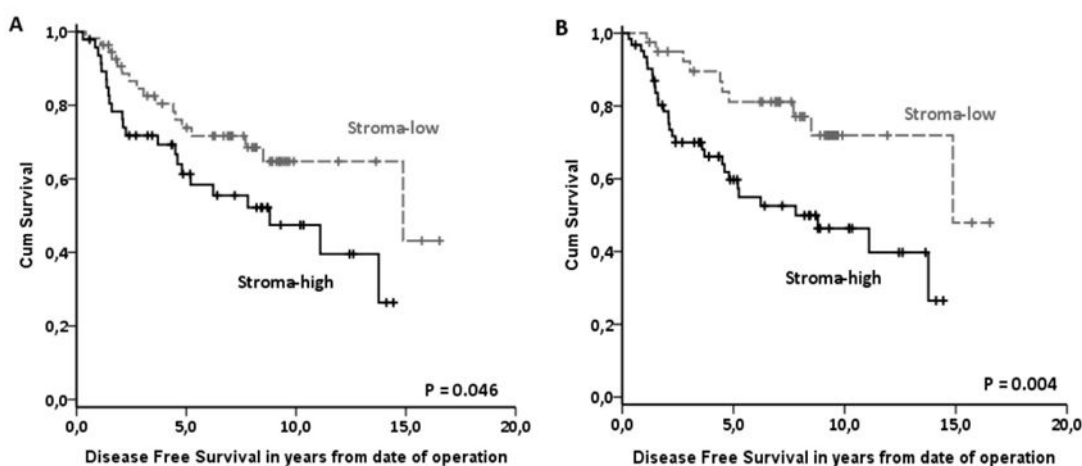 A
1,0
0,8
0,6
0,4
0,2
0,0
Cum Survival
Stroma-low
Stroma-high
P = 0.046
0,0 5,0 10,0 15,0 20,0
Disease Free Survival in years from date of operation
B
1,0
0,8
0,6
0,4
0,2
0,0
Cum Survival
Stroma-low
Stroma-high
P = 0.004
0,0 5,0 10,0 15,0 20,0
Disease Free Survival in years from date of operation